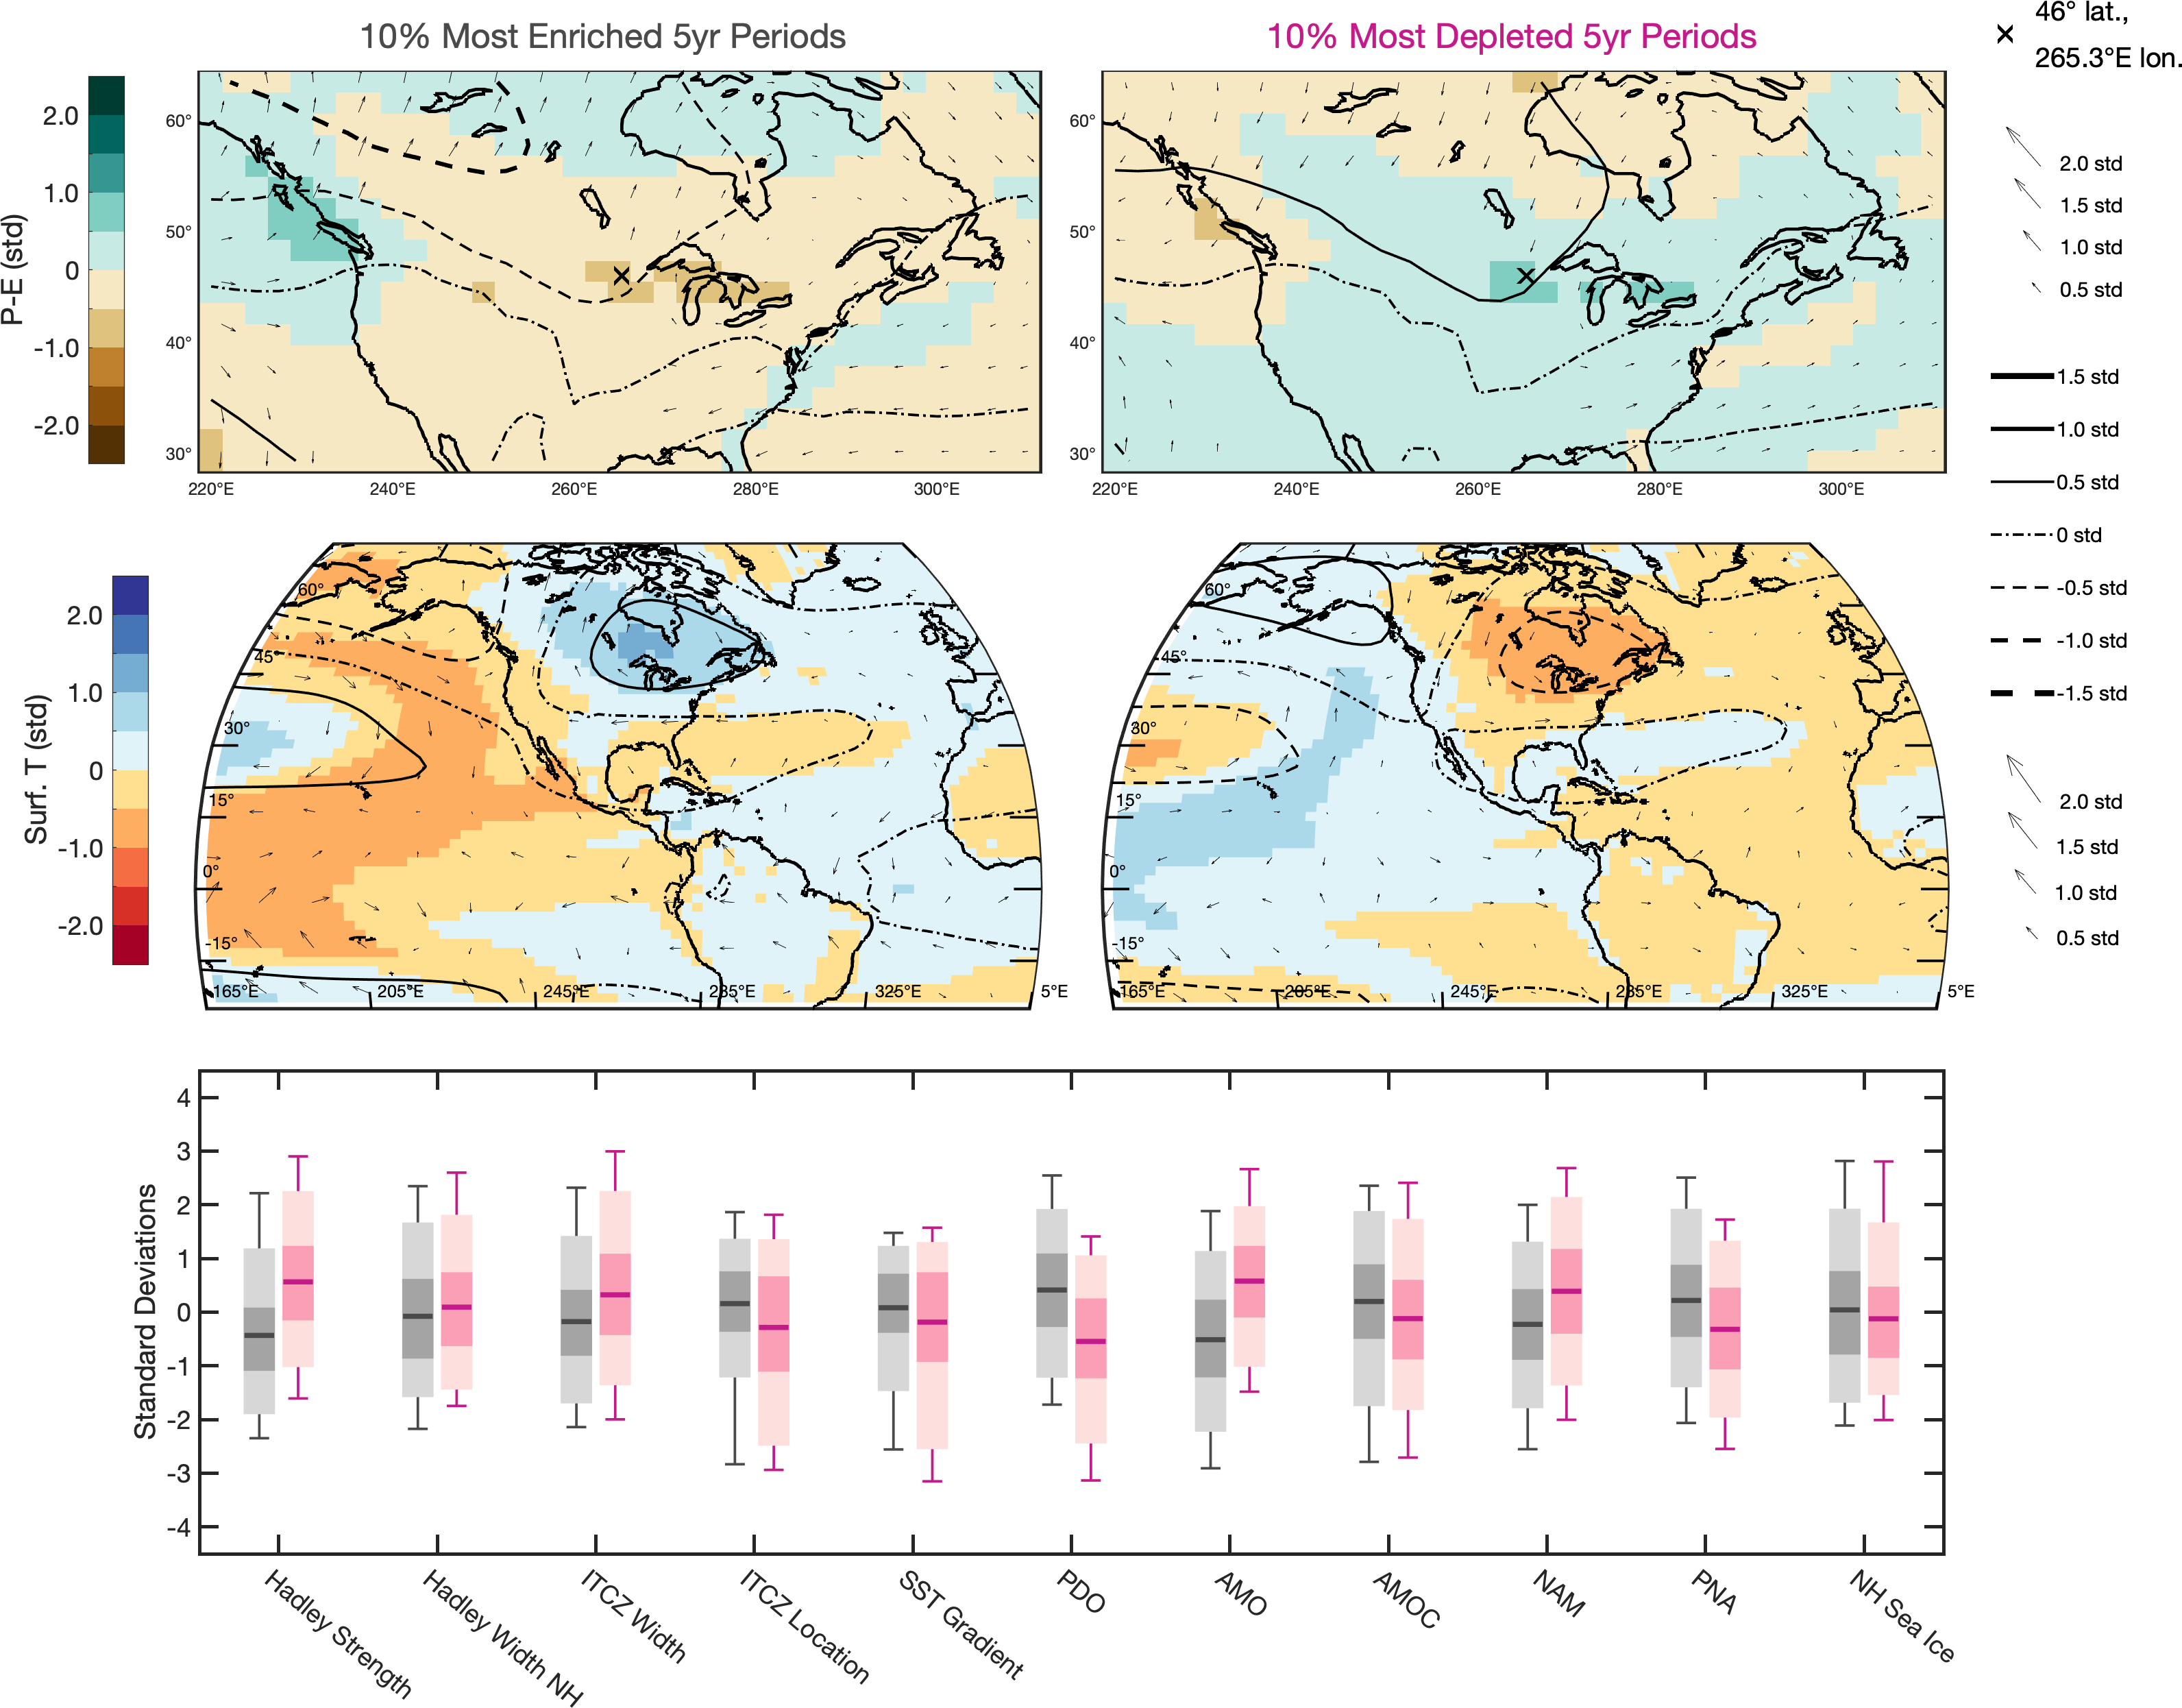 10% Most Enriched 5yr Periods
10% Most Depleted 5yr Periods
46° lat.,
265.3°E lon.
P-E (std)
2.0
1.0
0
-1.0
-2.0
60°
50°
40°
30°
220°E
240°E
260°E
280°E
300°E
60°
50°
40°
30°
220°E
240°E
260°E
280°E
300°E
2.0 std
1.5 std
1.0 std
0.5 std
1.5 std
1.0 std
0.5 std
0 std
-0.5 std
-1.0 std
-1.5 std
Surf. T (std)
2.0
1.0
0
-1.0
-2.0
60°
45°
30°
15°
0°
-15°
165°E
205°E
245°E
285°E
325°E
5°E
60°
45°
30°
15°
0°
-15°
165°E
205°E
245°E
285°E
325°E
5°E
2.0 std
1.5 std
1.0 std
0.5 std
Standard Deviations
4
3
2
1
0
-1
-2
-3
-4
Hadley Strength
Hadley Width NH
ITCZ Width
ITCZ Location
SST Gradient
PDO
AMO
AMOC
NAM
PNA
NH Sea Ice